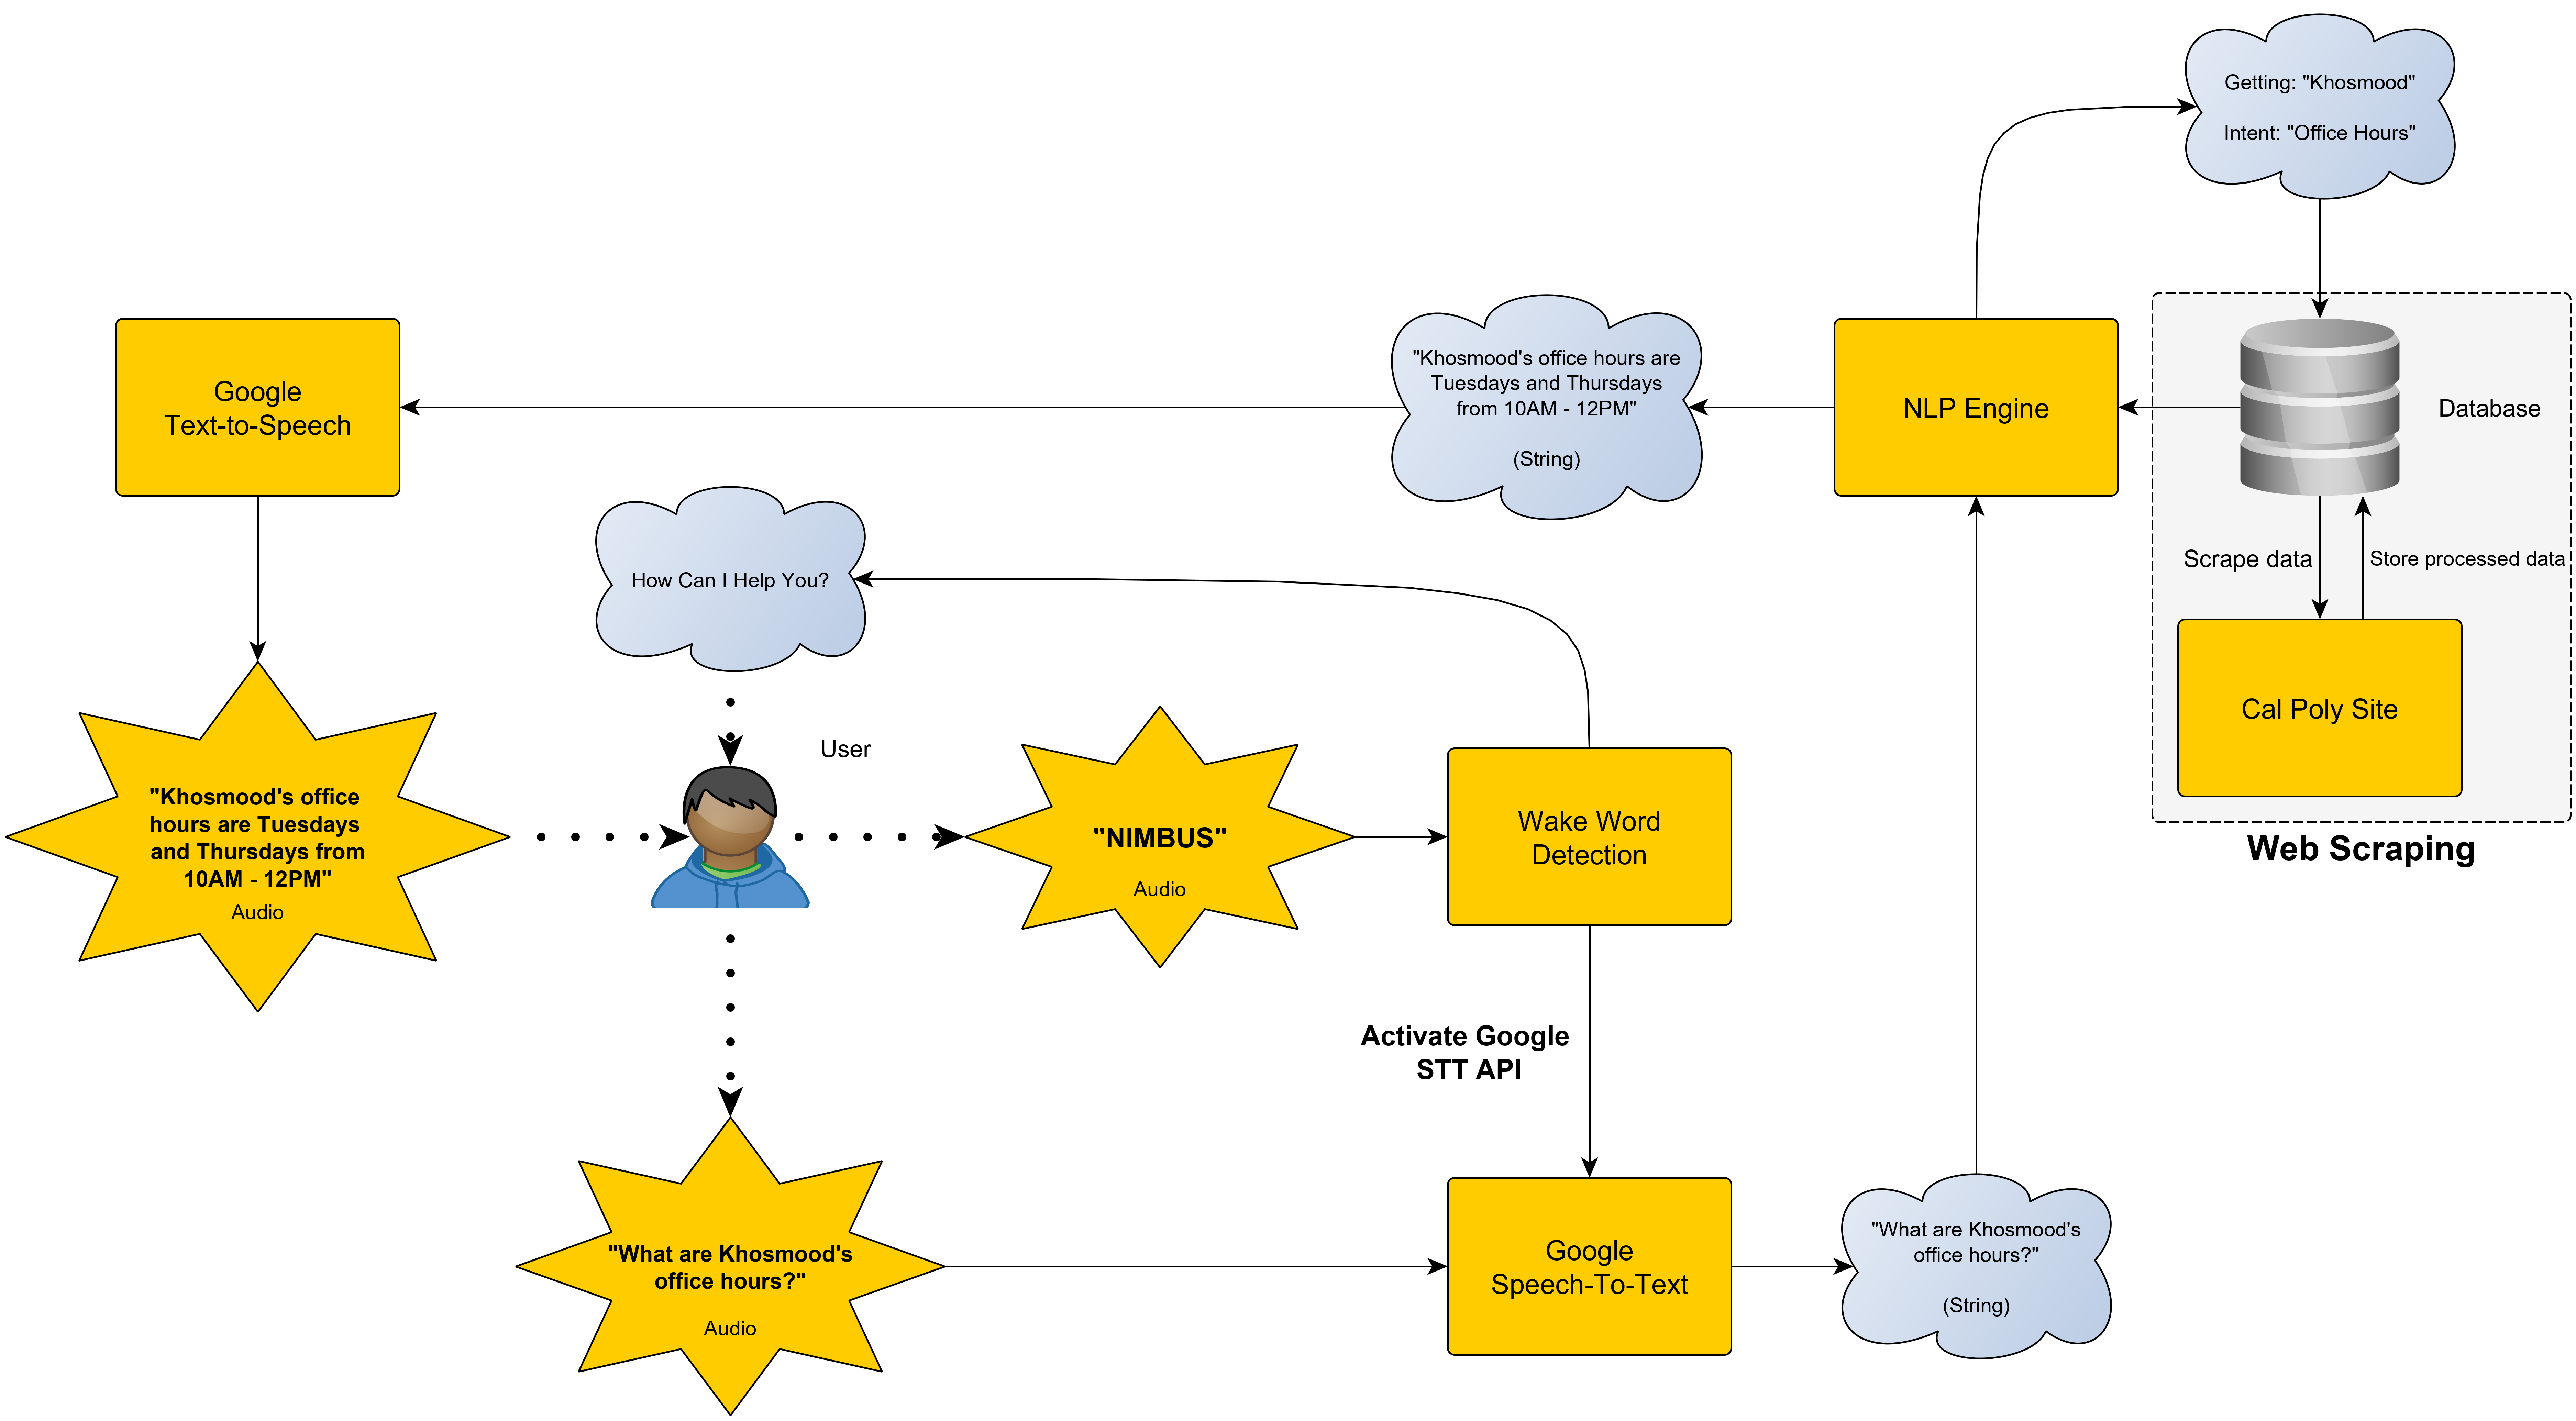 Getting: "Khosmood"
Intent: "Office Hours"
Google
Text-to-Speech
"Khosmood's office hours are
Tuesdays and Thursdays
from 10AM - 12PM"
(String)
NLP Engine
Database
How Can I Help You?
Scrape data
Store processed data
Cal Poly Site
Web Scraping
User
"Khosmood's office
hours are Tuesdays
and Thursdays from
10AM - 12PM"
Audio
"NIMBUS"
Audio
Wake Word
Detection
Activate Google
STT API
"What are Khosmood's
office hours?"
Audio
Google
Speech-To-Text
"What are Khosmood's
office hours?"
(String)